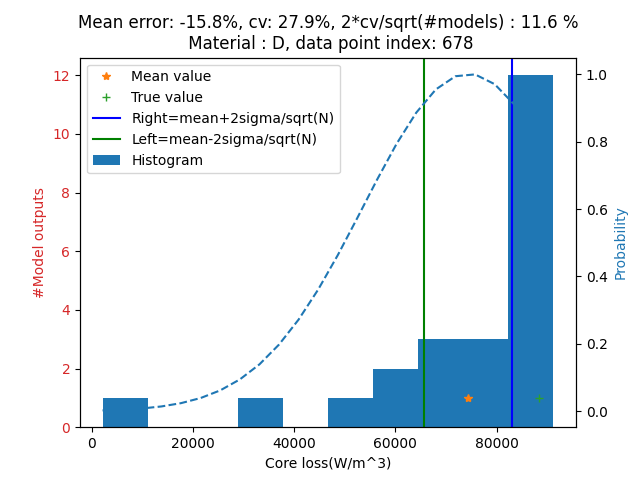 Mean error: -15.8%, cv: 27.9%, 2*cv/sqrt(#models) : 11.6 %
Material : D, data point index: 678
Mean value
True value
Right=mean+2sigma/sqrt(N)
Left=mean-2sigma/sqrt(N)
Histogram
12
10
8
6
4
2
0
#Model outputs
1.0
0.8
0.6
0.4
0.2
0.0
Probability
0
20000
40000
60000
80000
Core loss(W/m^3)